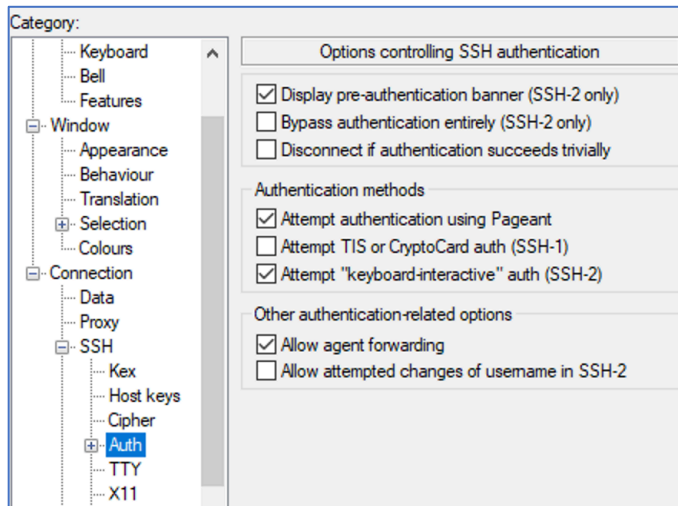 Category:
Keyboard
Bell
Features
Window
Appearance
Behaviour
Translation
Selection
Colours
Connection
Data
Proxy
SSH
Kex
Host keys
Cipher
Auth
TTY
X11
Options controlling SSH authentication
Display pre-authentication banner (SSH-2 only)
Bypass authentication entirely (SSH-2 only)
Disconnect if authentication succeeds trivially
Authentication methods
Attempt authentication using Pageant
Attempt TIS or CryptoCard auth (SSH-1)
Attempt "keyboard-interactive" auth (SSH-2)
Other authentication-related options
Allow agent forwarding
Allow attempted changes of username in SSH-2